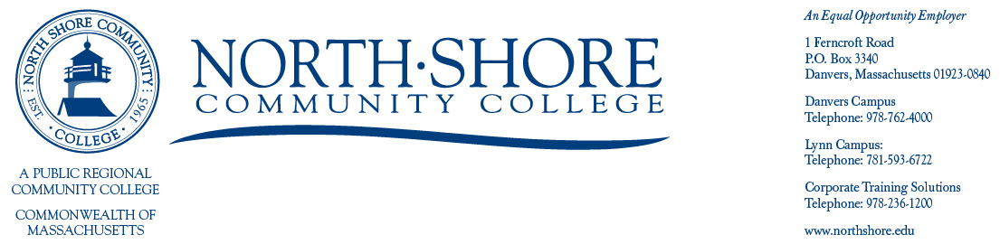 NORTH SHORE COMMUNITY
EST.
1965
· COLLEGE ·
A PUBLIC REGIONAL
COMMUNITY COLLEGE
COMMONWEALTH OF
MASSACHUSETTS
NORTH·SHORE
COMMUNITY COLLEGE
An Equal Opportunity Employer
1 Ferncroft Road
P.O. Box 3340
Danvers, Massachusetts 01923-0840
Danvers Campus
Telephone: 978-762-4000
Lynn Campus:
Telephone: 781-593-6722
Corporate Training Solutions
Telephone: 978-236-1200
www.northshore.edu